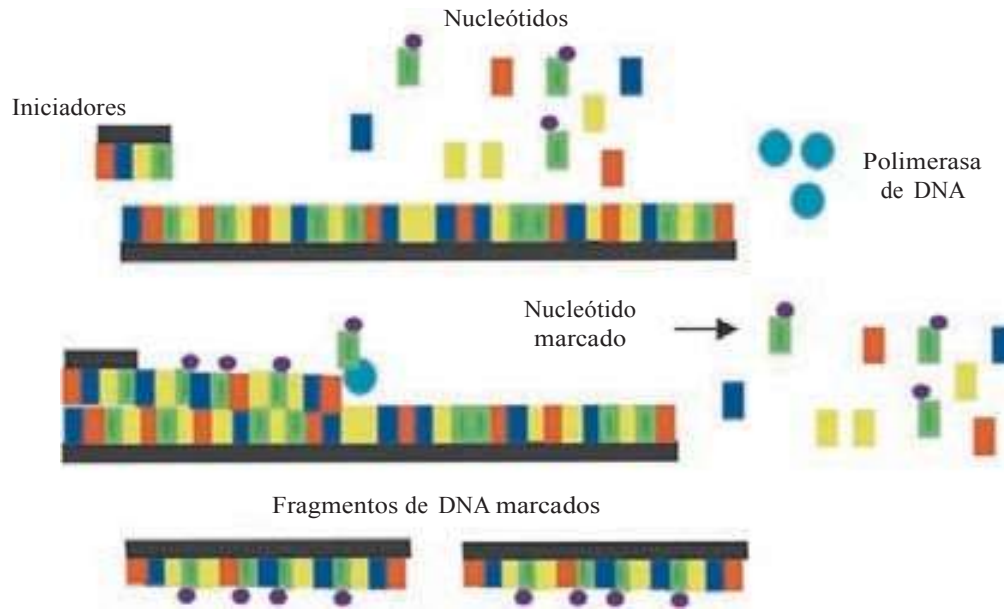 Nucleótidos
Iniciadores
Polimerasa
de DNA
Nucleótido
marcado
Fragmentos de DNA marcados